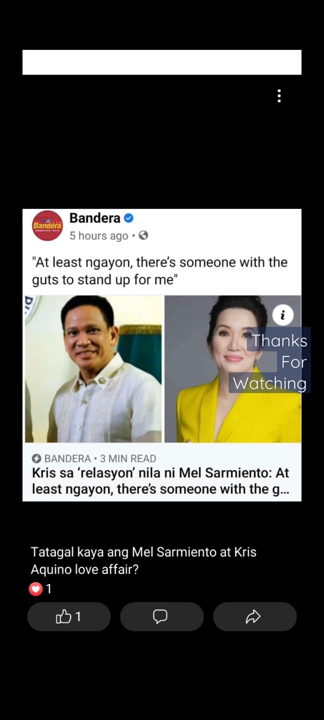 Bandera
Bandera
5 hours ago
"At least ngayon, there's someone with the
guts to stand up for me"
Thanks
For
Watching
BANDERA • 3 MIN READ
Kris sa 'relasyon' nila ni Mel Sarmiento: At
least ngayon, there's someone with the g...
Tatagal kaya ang Mel Sarmiento at Kris
Aquino love affair?
1
1